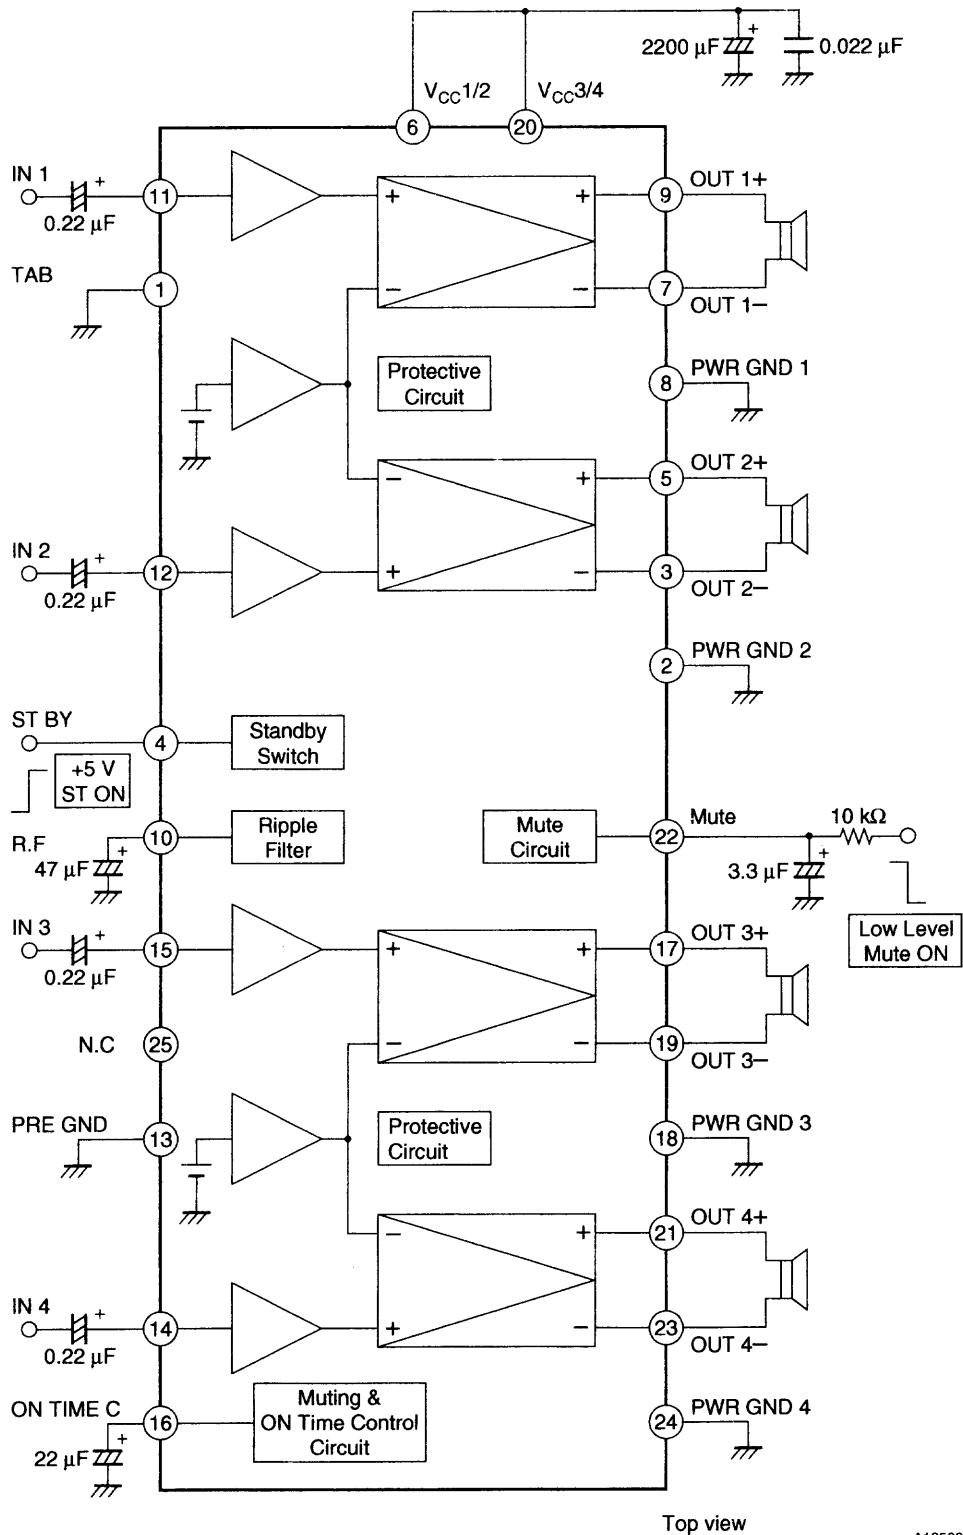 2200 µF + 0.022 µF
VCC1/2 VCC3/4
6 20
IN 1 + 11 + + 9 OUT 1+
0.22 µF
TAB 1 − − 7 OUT 1−
Protective
Circuit
8 PWR GND 1
− + 5 OUT 2+
IN 2 + 12 + − 3 OUT 2−
0.22 µF
2 PWR GND 2
ST BY 4 Standby
Switch
+5 V
ST ON
R.F 10 Ripple
Filter
47 µF +
Mute
Circuit
22 Mute 10 kΩ
3.3 µF +
Low Level
Mute ON
IN 3 + 15 + + 17 OUT 3+
0.22 µF
N.C 25 − − 19 OUT 3−
PRE GND 13 Protective
Circuit
18 PWR GND 3
− + 21 OUT 4+
IN 4 + 14 + − 23 OUT 4−
0.22 µF
ON TIME C 16 Muting &
ON Time Control
Circuit
22 µF +
24 PWR GND 4
Top view